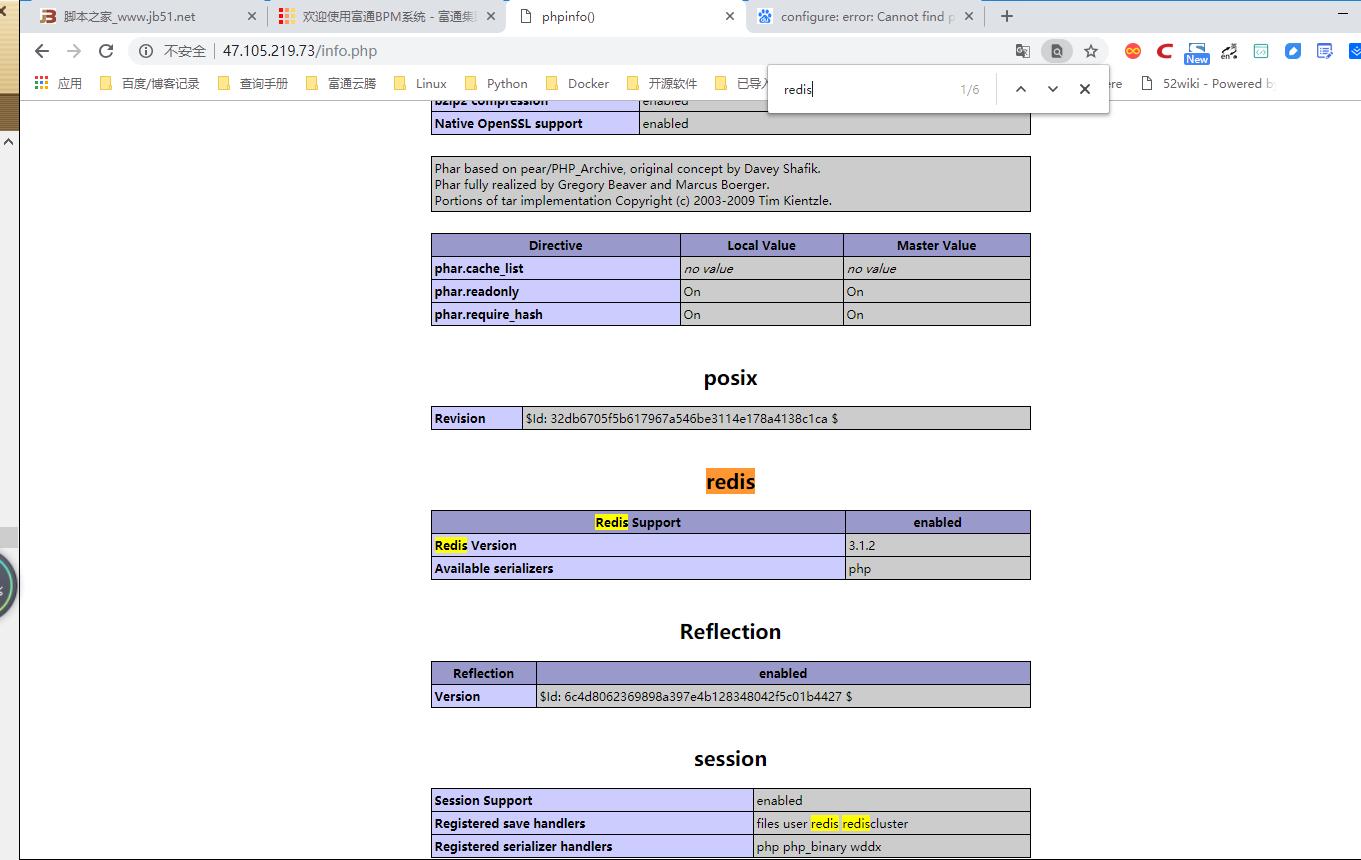 脚本之家_www.jb51.net
欢迎使用富通BPM系统 - 富通集团
phpinfo()
configure: error: Cannot find p
不安全 47.105.219.73/info.php
New
en
应用 百度/博客记录 查询手册 富通云腾 Linux Python Docker 开源软件 已导入 ere 52wiki - Powered by
redis 1/6
bzip2 compression enabled
Native OpenSSL support enabled
Phar based on pear/PHP_Archive, original concept by Davey Shafik.
Phar fully realized by Gregory Beaver and Marcus Boerger.
Portions of tar implementation Copyright (c) 2003-2009 Tim Kientzle.
Directive Local Value Master Value
phar.cache_list no value no value
phar.readonly On On
phar.require_hash On On
posix
Revision $Id: 32db6705f5b617967a546be3114e178a4138c1ca $
redis
Redis Support enabled
Redis Version 3.1.2
Available serializers php
Reflection
Reflection enabled
Version $Id: 6c4d8062369898a397e4b128348042f5c01b4427 $
session
Session Support enabled
Registered save handlers files user redis rediscluster
Registered serializer handlers php php_binary wddx